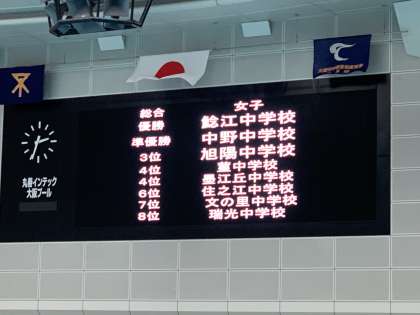 女子
総合
優勝 鯰江中学校
準優勝 中野中学校
3位 旭陽中学校
4位 菫中学校
4位 墨江丘中学校
6位 住之江中学校
7位 文の里中学校
8位 瑞光中学校
丸善インテック
大阪プール